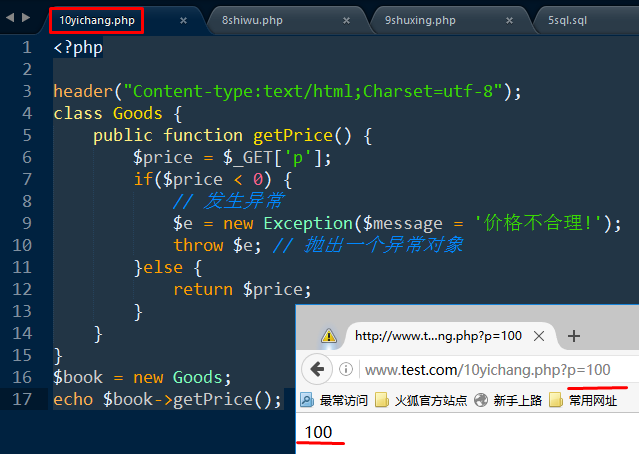 10yichang.php 8shiwu.php 9shuxing.php 5sql.sql
1 <?php
2
3 header("Content-type:text/html;Charset=utf-8");
4 class Goods {
5 public function getPrice() {
6 $price = $_GET['p'];
7 if($price < 0) {
8 // 发生异常
9 $e = new Exception($message = '价格不合理!');
10 throw $e; // 抛出一个异常对象
11 }else {
12 return $price;
13 }
14 }
15 }
16 $book = new Goods;
17 echo $book->getPrice();
http://www.t...ng.php?p=100
www.test.com/10yichang.php?p=100
最常访问 火狐官方站点 新手上路 常用网址
100